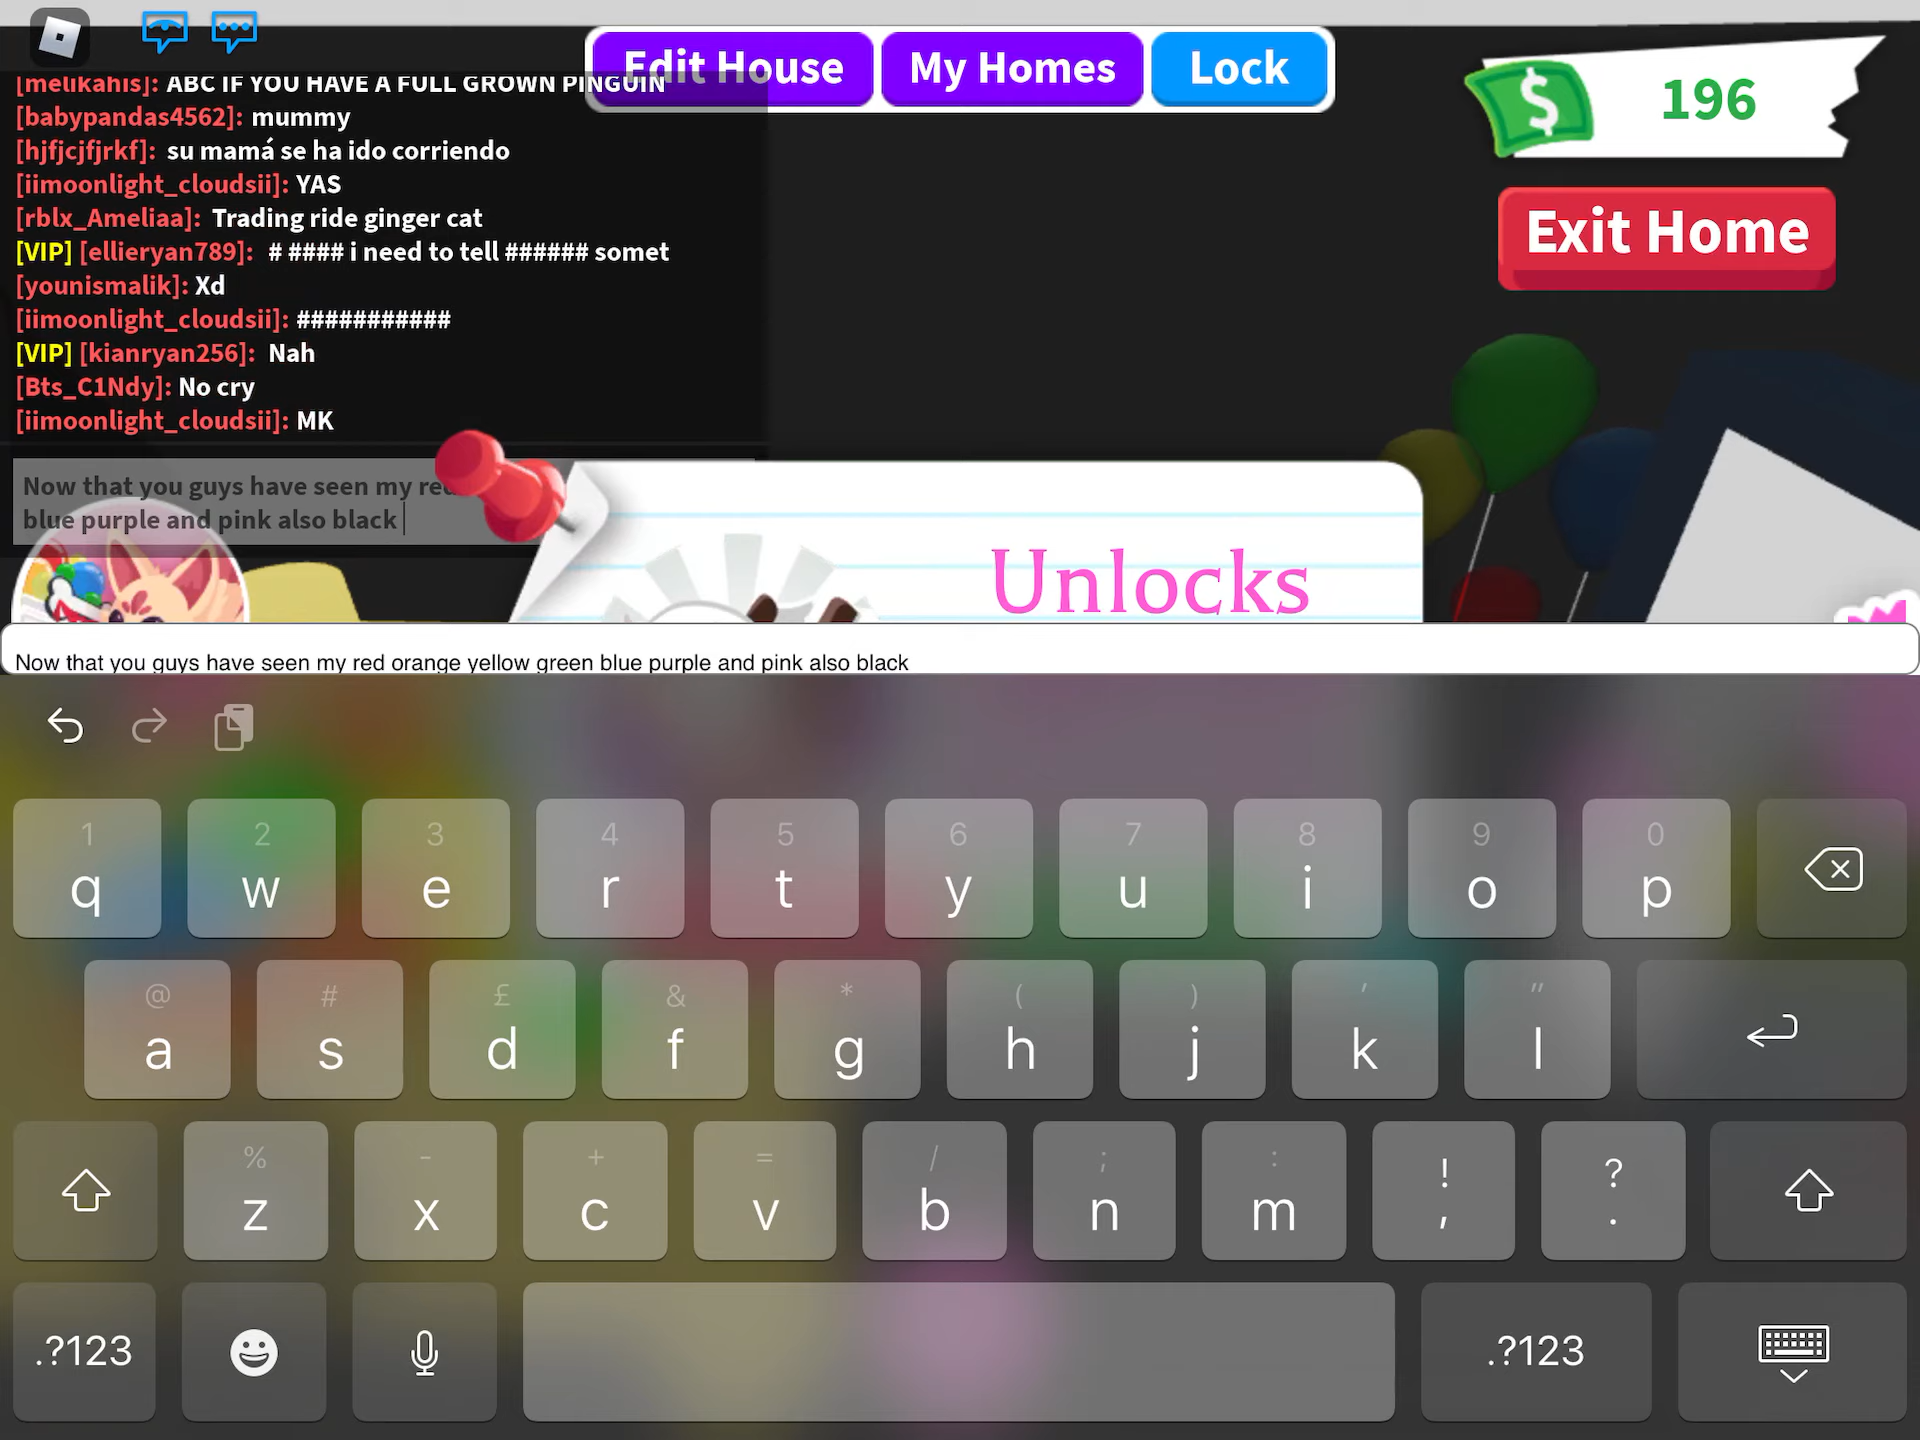 Edit House My Homes Lock
196
Exit Home
[melikahis]: ABC IF YOU HAVE A FULL GROWN PINGUIN
[babypandas4562]: mummy
[hjfjcjfjrkf]: su mamá se ha ido corriendo
[iimoonlight_cloudsii]: YAS
[rblx_Ameliaa]: Trading ride ginger cat
[VIP] [ellieryan789]: # #### i need to tell ###### somet
[younismalik]: Xd
[iimoonlight_cloudsii]: ###########
[VIP] [kianryan256]: Nah
[Bts_C1Ndy]: No cry
[iimoonlight_cloudsii]: MK
Now that you guys have seen my red
blue purple and pink also black
Unlocks
Now that you guys have seen my red orange yellow green blue purple and pink also black
1 2 3 4 5 6 7 8 9 0
q w e r t y u i o p
@ # £ & * ( ) ' "
a s d f g h j k l
% - + = / ; : ! ?
z x c v b n m , .
.?123 .?123